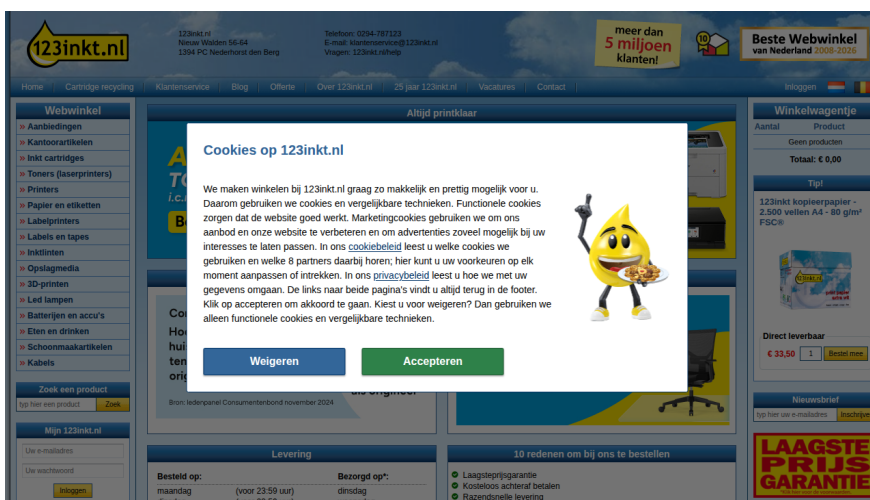 123inkt.nl
123inkt.nl
Nieuw Walden 56-64
1394 PC Nederhorst den Berg
Telefoon: 0294-787123
E-mail: klantenservice@123inkt.nl
Vragen: 123inkt.nl/help
meer dan
5 miljoen
klanten!
Beste Webwinkel
van Nederland 2008-2026
Home
Cartridge recycling
Klantenservice
Blog
Offerte
Over 123inkt.nl
25 jaar 123inkt.nl
Vacatures
Contact
Inloggen
Webwinkel
» Aanbiedingen
» Kantoorartikelen
» Inkt cartridges
» Toners (laserprinters)
» Printers
» Papier en etiketten
» Labelprinters
» Labels en tapes
» Inktlinten
» Opslagmedia
» 3D-printen
» Led lampen
» Batterijen en accu's
» Eten en drinken
» Schoonmaakartikelen
» Kabels
Zoek een product
typ hier een product
Zoek
Mijn 123inkt.nl
Uw e-mailadres
Uw wachtwoord
Inloggen
Altijd printklaar
Cookies op 123inkt.nl
We maken winkelen bij 123inkt.nl graag zo makkelijk en prettig mogelijk voor u.
Daarom gebruiken we cookies en vergelijkbare technieken. Functionele cookies
zorgen dat de website goed werkt. Marketingcookies gebruiken we om ons
aanbod en onze website te verbeteren en om advertenties zoveel mogelijk bij uw
interesses te laten passen. In ons cookiebeleid leest u welke cookies we
gebruiken en welke 8 partners daarbij horen; hier kunt u uw voorkeuren op elk
moment aanpassen of intrekken. In ons privacybeleid leest u hoe we met uw
gegevens omgaan. De links naar beide pagina's vindt u altijd terug in de footer.
Klik op accepteren om akkoord te gaan. Kiest u voor weigeren? Dan gebruiken we
alleen functionele cookies en vergelijkbare technieken.
Weigeren
Accepteren
Bron: ledenpanel Consumentenbond november 2024
Levering
Besteld op:
Bezorgd op*:
maandag
(voor 23:59 uur)
dinsdag
10 redenen om bij ons te bestellen
Laagsteprijsgarantie
Kosteloos achteraf betalen
Razendsnelle levering
Winkelwagentje
Aantal
Product
Geen producten
Totaal: € 0,00
Tip!
123inkt kopieerpapier -
2.500 vellen A4 - 80 g/m²
FSC®
Direct leverbaar
€ 33,50
1
Bestel mee
Nieuwsbrief
typ hier uw e-mailadres
LAAGSTE
PRIJS
GARANTIE